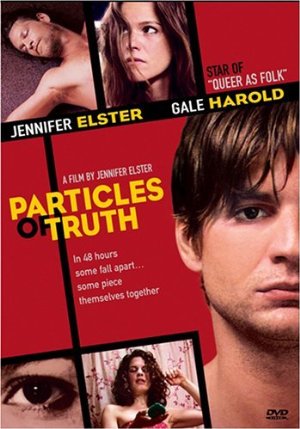 STAR OF
"QUEER AS FOLK"
JENNIFER ELSTER
GALE HAROLD
A FILM BY JENNIFER ELSTER
PARTICLES
OF TRUTH
In 48 hours
some fall apart...
some piece
themselves together
DVD
VIDEO